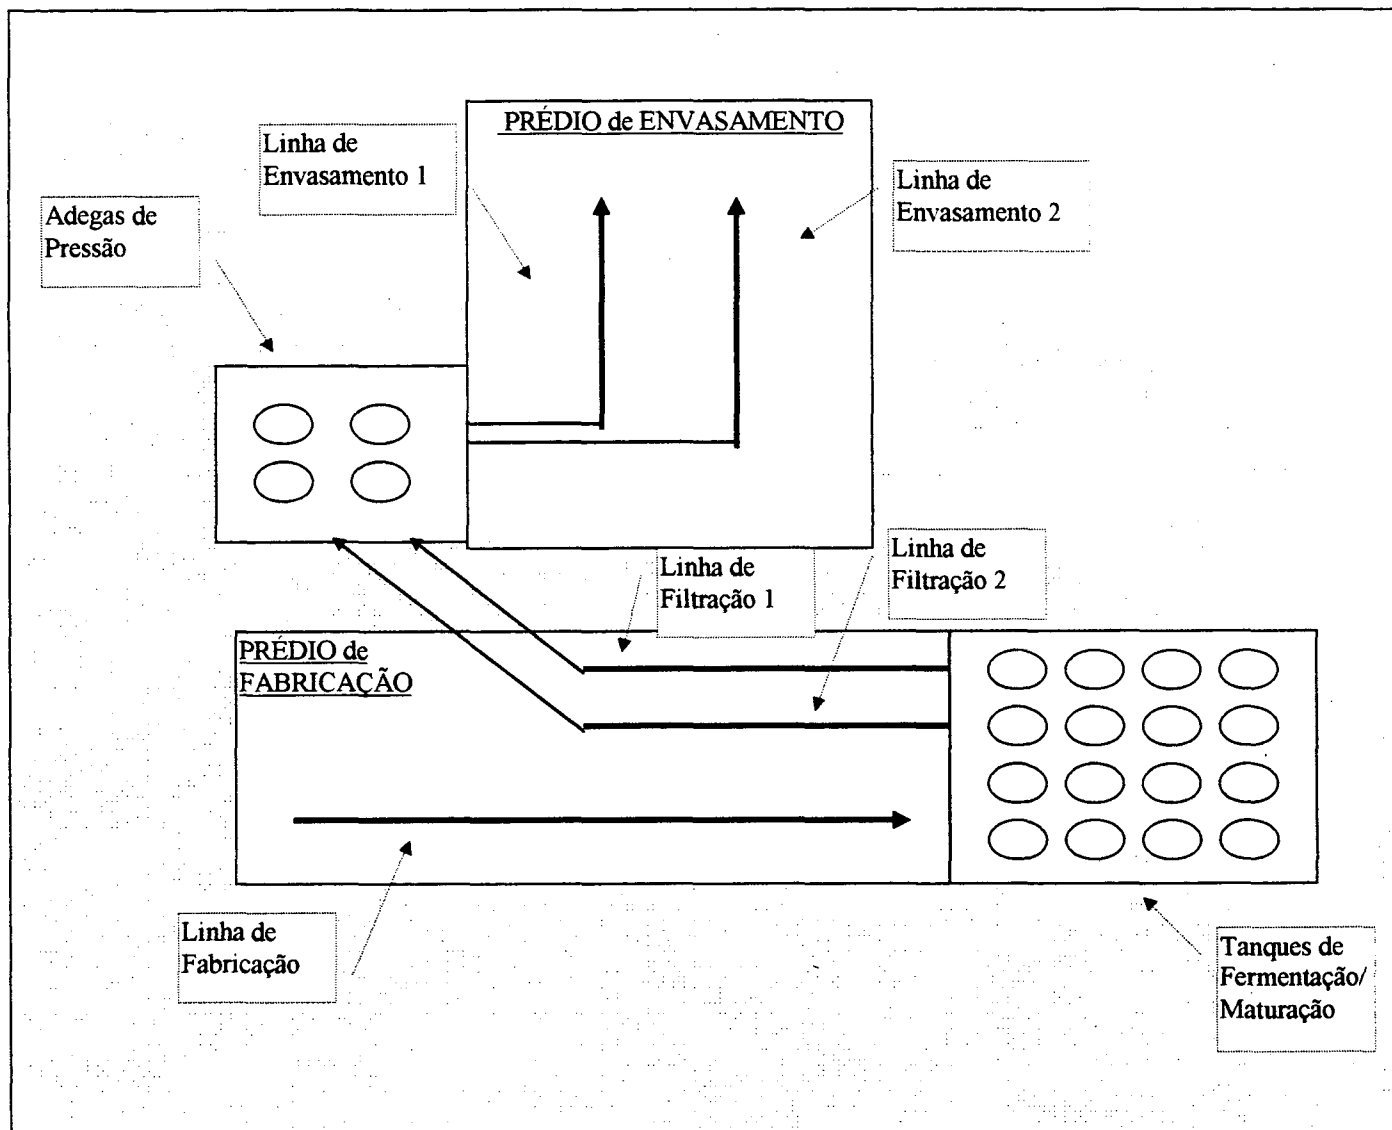 PRÉDIO de ENVASAMENTO
Linha de
Envasamento 1
Linha de
Envasamento 2
Adegas de
Pressão
Linha de
Filtração 1
Linha de
Filtração 2
PRÉDIO de
FABRICAÇÃO
Linha de
Fabricação
Tanques de
Fermentação/
Maturação